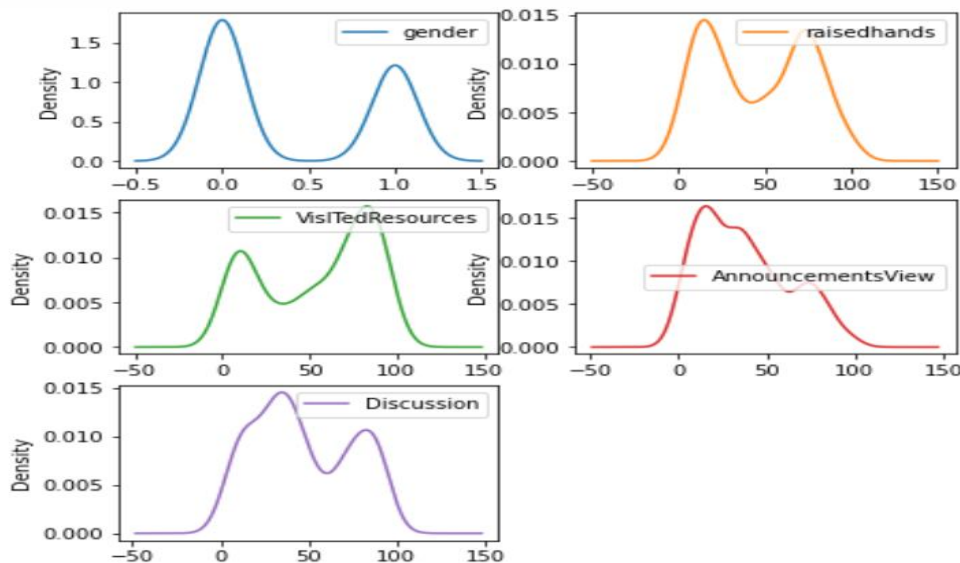 gender
Density
1.5
1.0
0.5
0.0
−0.5 0.0 0.5 1.0 1.5
raisedhands
Density
0.015
0.010
0.005
0.000
−50 0 50 100 150
VisITedResources
Density
0.015
0.010
0.005
0.000
−50 0 50 100 150
AnnouncementsView
Density
0.015
0.010
0.005
0.000
−50 0 50 100 150
Discussion
Density
0.015
0.010
0.005
0.000
−50 0 50 100 150